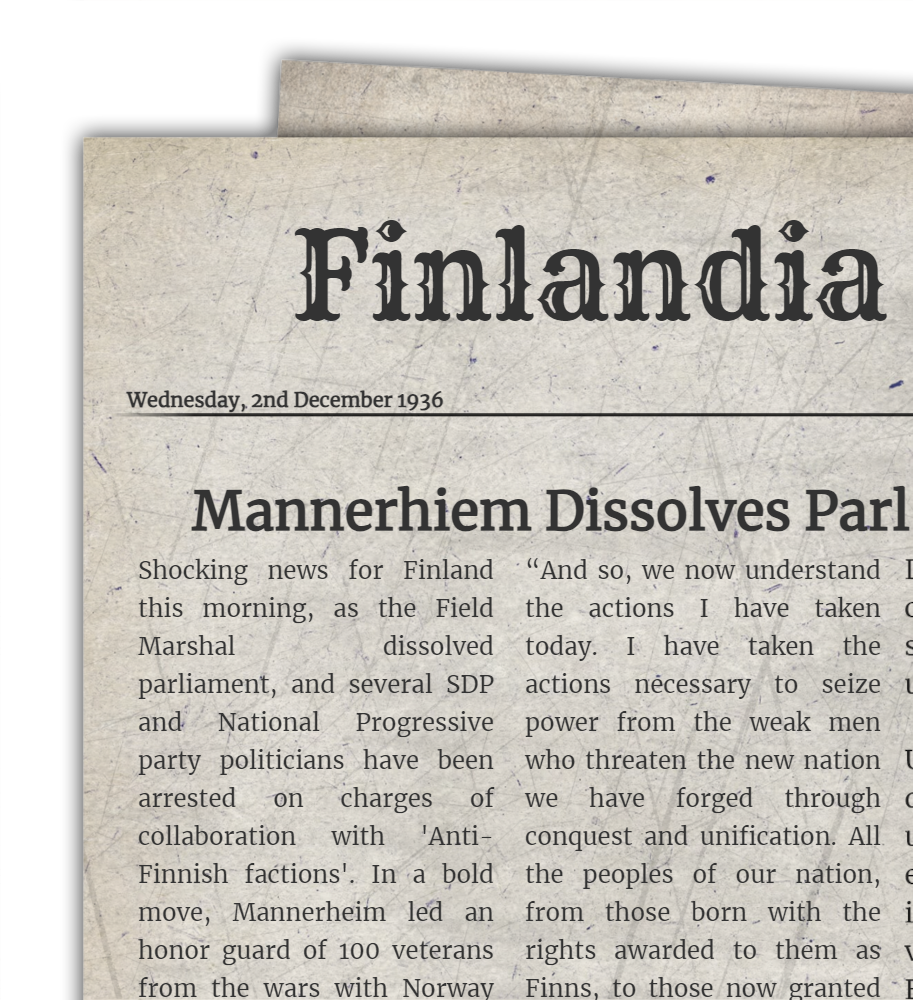 Finlandia
Wednesday, 2nd December 1936
Mannerhiem Dissolves Parl
Shocking news for Finland
this morning, as the Field
Marshal dissolved
parliament, and several SDP
and National Progressive
party politicians have been
arrested on charges of
collaboration with 'Anti-
Finnish factions'. In a bold
move, Mannerheim led an
honor guard of 100 veterans
from the wars with Norway
“And so, we now understand
the actions I have taken
today. I have taken the
actions necessary to seize
power from the weak men
who threaten the new nation
we have forged through
conquest and unification. All
the peoples of our nation,
from those born with the
rights awarded to them as
Finns, to those now granted